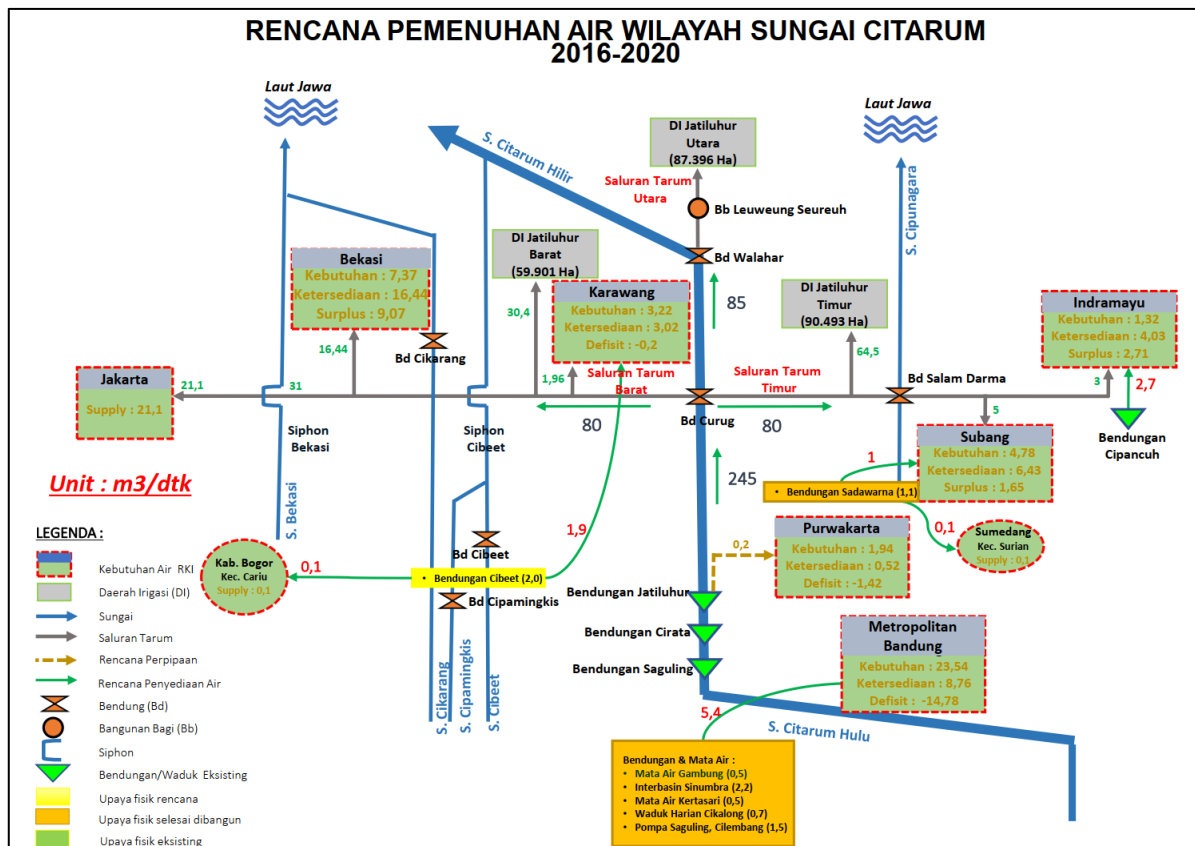 RENCANA PEMENUHAN AIR WILAYAH SUNGAI CITARUM
2016-2020
Laut Jawa
Laut Jawa
S. Citarum Hilir
DI Jatiluhur
Utara
(87.396 Ha)
Saluran Tarum
Utara
Bb Leuweung Seureuh
S. Cipunagara
Bekasi
Kebutuhan : 7,37
Ketersediaan : 16,44
Surplus : 9,07
DI Jatiluhur
Barat
(59.901 Ha)
Bd Walahar
Karawang
Kebutuhan : 3,22
Ketersediaan : 3,02
Defisit : -0,2
85
DI Jatiluhur
Timur
(90.493 Ha)
Indramayu
Kebutuhan : 1,32
Ketersediaan : 4,03
Surplus : 2,71
30,4
16,44
Bd Cikarang
64,5
Jakarta
Supply : 21,1
21,1
31
1,96
Saluran Tarum
Barat
Saluran Tarum
Timur
Bd Salam Darma
3
2,7
80
Bd Curug
80
5
Siphon
Bekasi
Siphon
Cibeet
Bendungan
Cipancuh
Subang
Kebutuhan : 4,78
Ketersediaan : 6,43
Surplus : 1,65
1
245
• Bendungan Sadawarna (1,1)
Unit : m3/dtk
S. Bekasi
1,9
Purwakarta
Kebutuhan : 1,94
Ketersediaan : 0,52
Defisit : -1,42
0,1
Sumedang
Kec. Surian
Supply : 0,1
0,2
Bd Cibeet
Kab. Bogor
Kec. Cariu
Supply : 0,1
0,1
• Bendungan Cibeet (2,0)
Bd Cipamingkis
Bendungan Jatiluhur
Bendungan Cirata
Bendungan Saguling
Metropolitan
Bandung
Kebutuhan : 23,54
Ketersediaan : 8,76
Defisit : -14,78
S. Cikarang
S. Cipamingkis
S. Cibeet
5,4
S. Citarum Hulu
Bendungan & Mata Air :
• Mata Air Gambung (0,5)
• Interbasin Sinumbra (2,2)
• Mata Air Kertasari (0,5)
• Waduk Harian Cikalong (0,7)
• Pompa Saguling, Cilembang (1,5)
LEGENDA :
Kebutuhan Air RKI
Daerah Irigasi (DI)
Sungai
Saluran Tarum
Rencana Perpipaan
Rencana Penyediaan Air
Bendung (Bd)
Bangunan Bagi (Bb)
Siphon
Bendungan/Waduk Eksisting
Upaya fisik rencana
Upaya fisik selesai dibangun
Upaya fisik eksisting